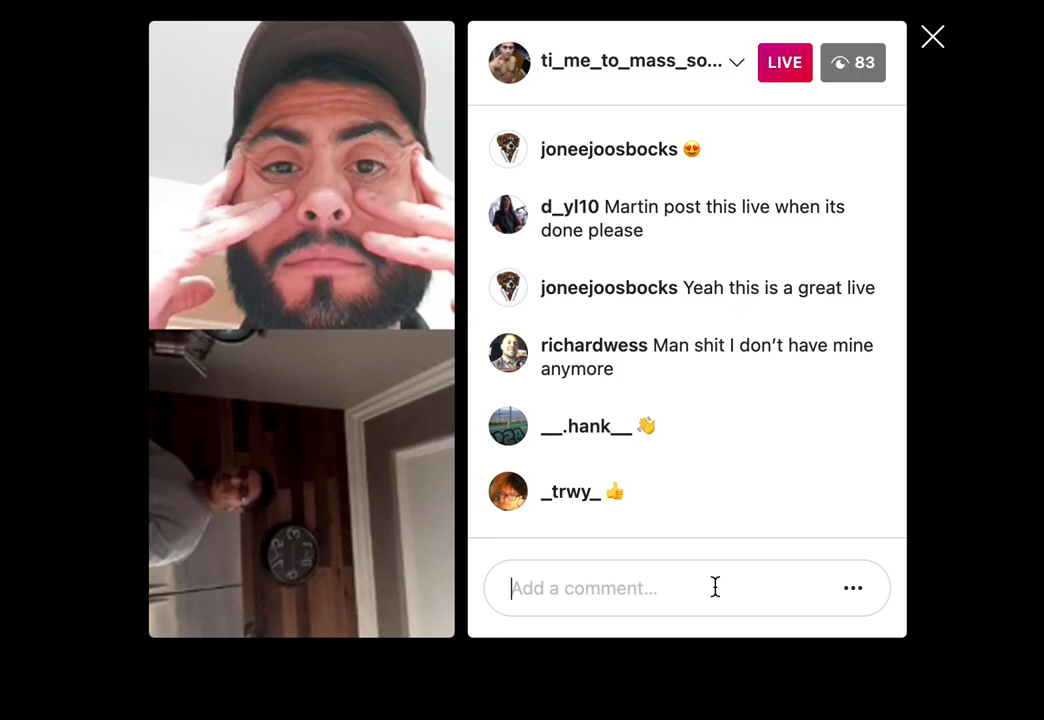 ti_me_to_mass_so... LIVE 83
joneejoosbocks 😍
d_yl10 Martin post this live when its
done please
joneejoosbocks Yeah this is a great live
richardwess Man shit I don’t have mine
anymore
__.hank__ 👋
_trwy_ 👍
Add a comment...